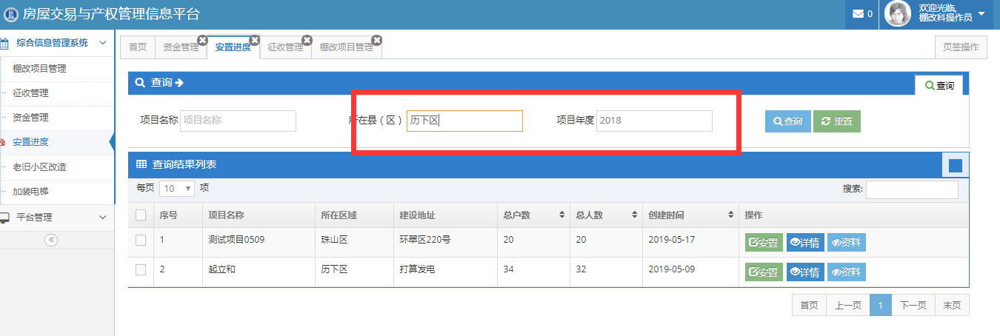 房屋交易与产权管理信息平台
0
欢迎光临,
棚改科操作员
综合信息管理系统
棚改项目管理
征收管理
资金管理
安置进度
老旧小区改造
加装电梯
平台管理
首页 资金管理 安置进度 征收管理 棚改项目管理 页签操作
查询 查询
项目名称 项目名称 所在县（区） 历下区 项目年度 2018 查询 重置
查询结果列表
每页 10 项 搜索:
序号 项目名称 所在区域 建设地址 总户数 总人数 创建时间 操作
1 测试项目0509 珠山区 环翠区220号 20 20 2019-05-17 安置 详情 资料
2 起立和 历下区 打算发电 34 32 2019-05-09 安置 详情 资料
首页 上一页 1 下一页 末页